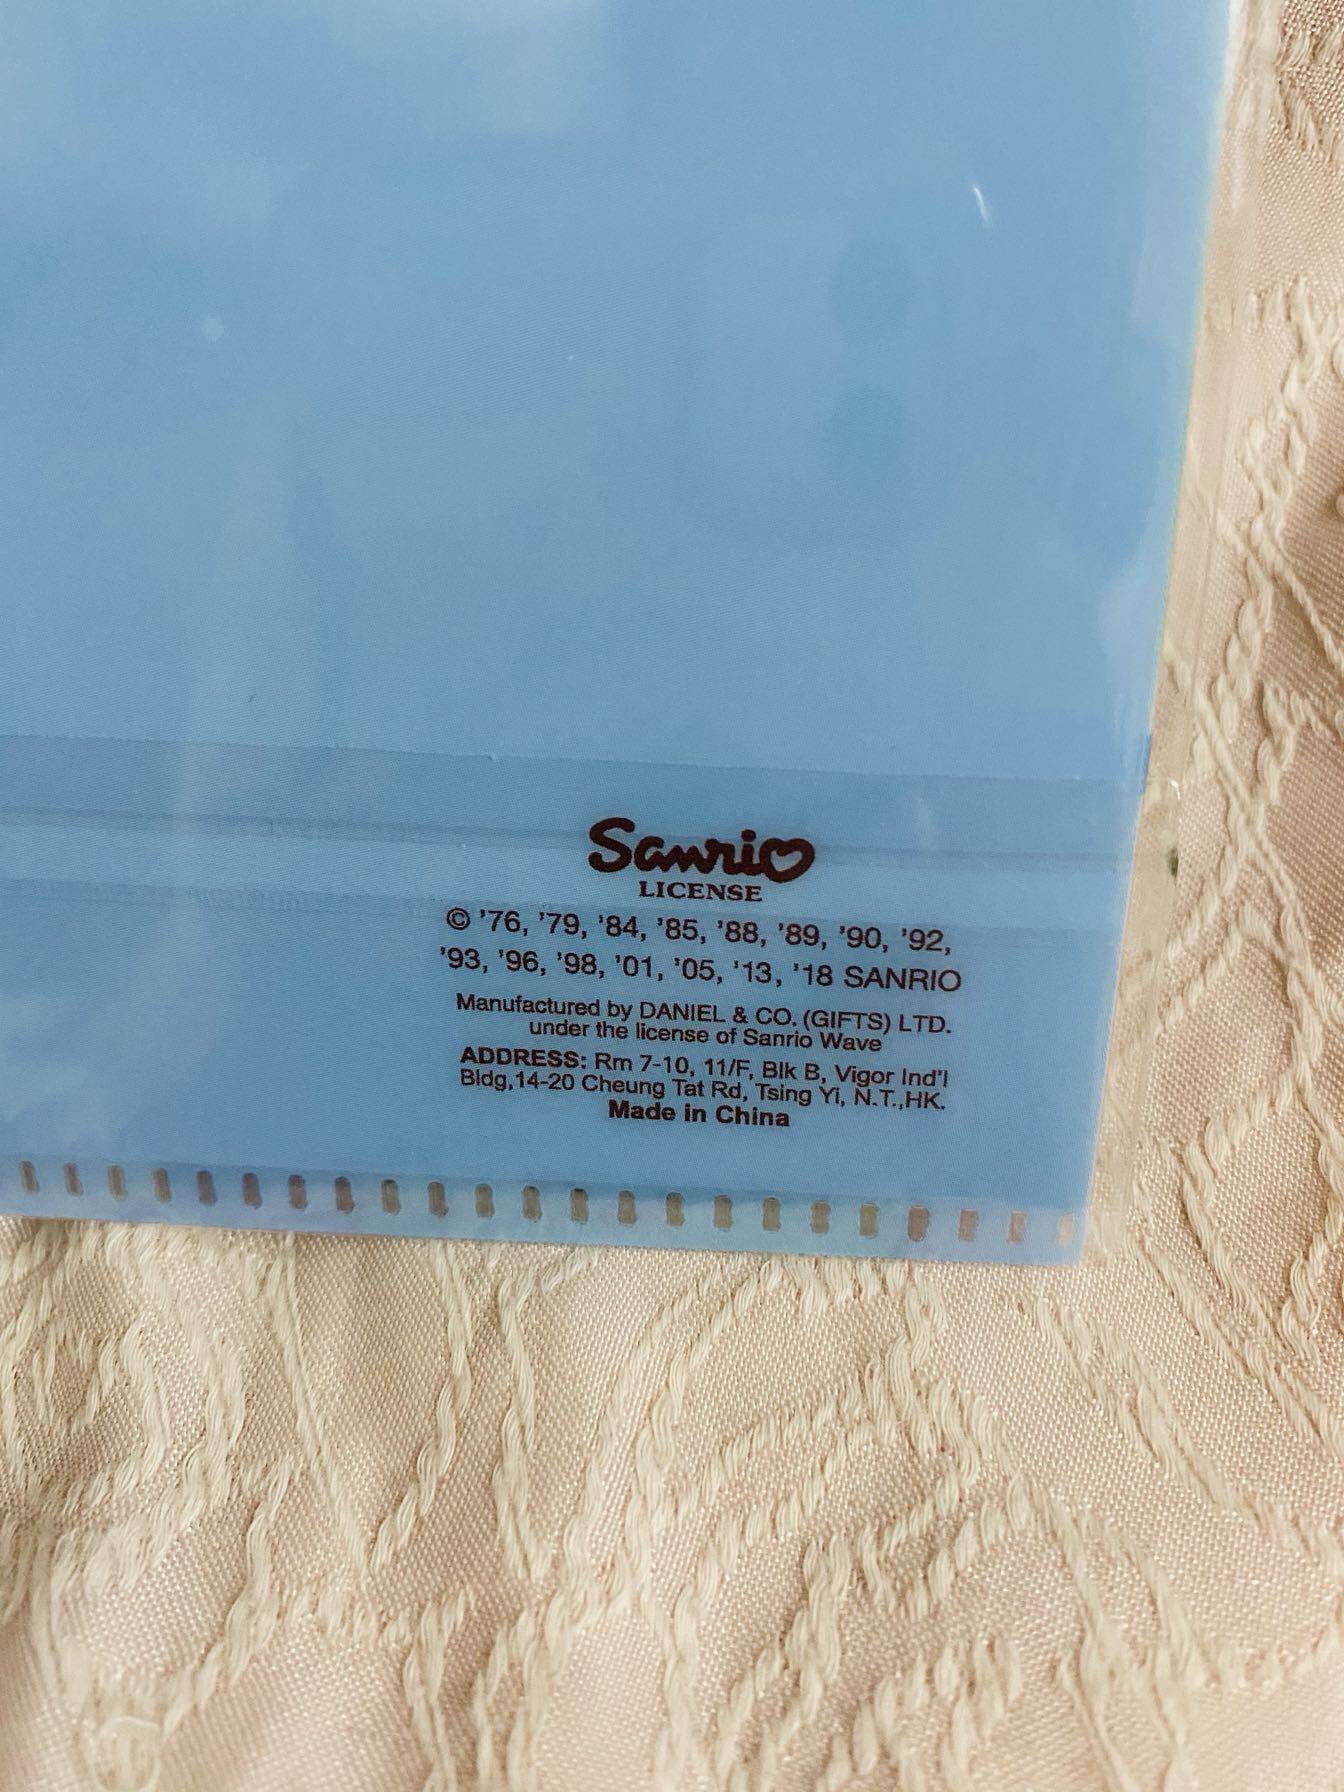 Sanrio
LICENSE
© '76, '79, '84, '85, '88, '89, '90, '92,
'93, '96, '98, '01, '05, '13, '18 SANRIO
Manufactured by DANIEL & CO. (GIFTS) LTD.
under the license of Sanrio Wave
ADDRESS: Rm 7-10, 11/F, Blk B, Vigor Ind'l
Bldg,14-20 Cheung Tat Rd, Tsing Yi, N.T.,HK.
Made in China